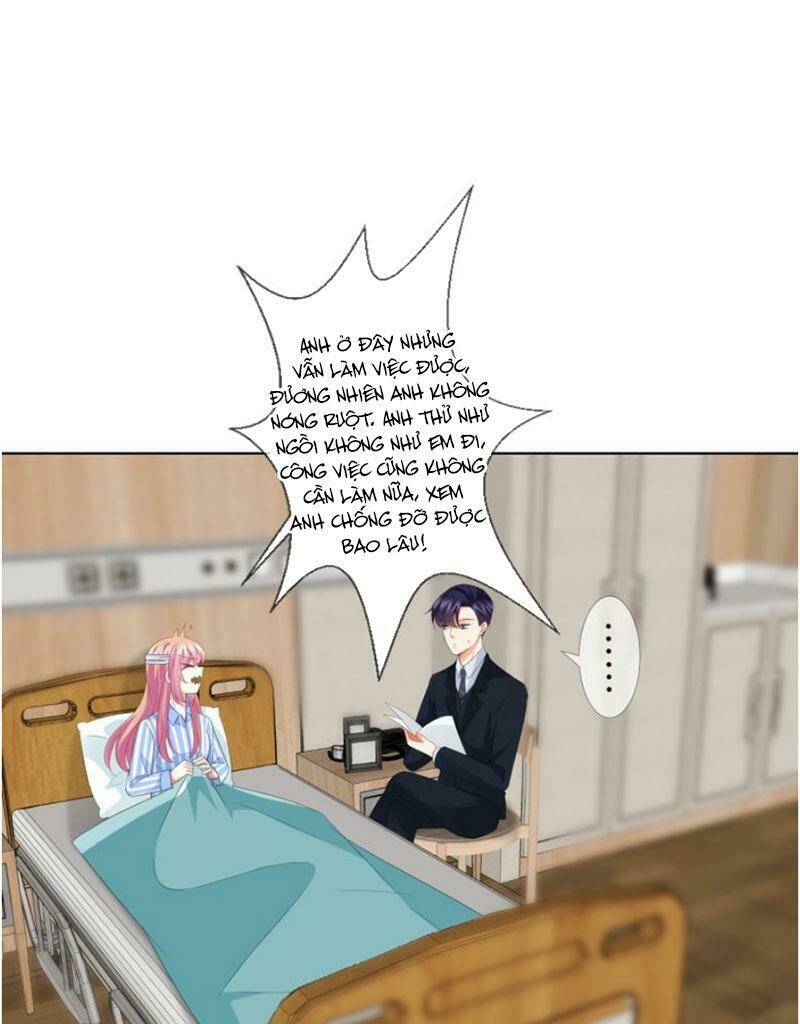 ANH Ở ĐÂY NHƯNG
VẪN LÀM VIỆC ĐƯỢC,
ĐƯƠNG NHIÊN ANH KHÔNG
NÓNG RUỘT. ANH THỬ NHƯ
NGỒI KHÔNG NHƯ EM ĐI,
CÔNG VIỆC CŨNG KHÔNG
CẦN LÀM NỮA, XEM
ANH CHỐNG ĐỠ ĐƯỢC
BAO LÂU!
......